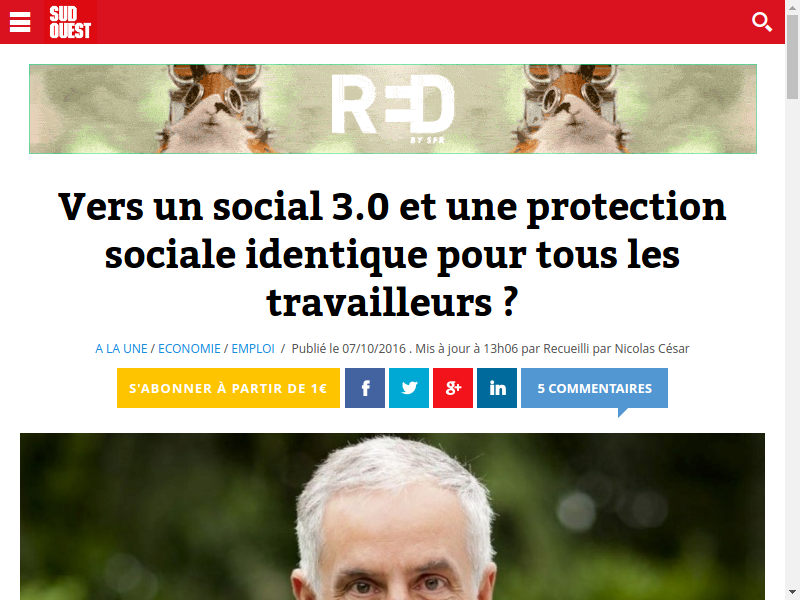 SUD
OUEST
RED
BY SFR
Vers un social 3.0 et une protection
sociale identique pour tous les
travailleurs ?
A LA UNE / ECONOMIE / EMPLOI / Publié le 07/10/2016 . Mis à jour à 13h06 par Recueilli par Nicolas César
S'ABONNER À PARTIR DE 1€
f
g+
in
5 COMMENTAIRES